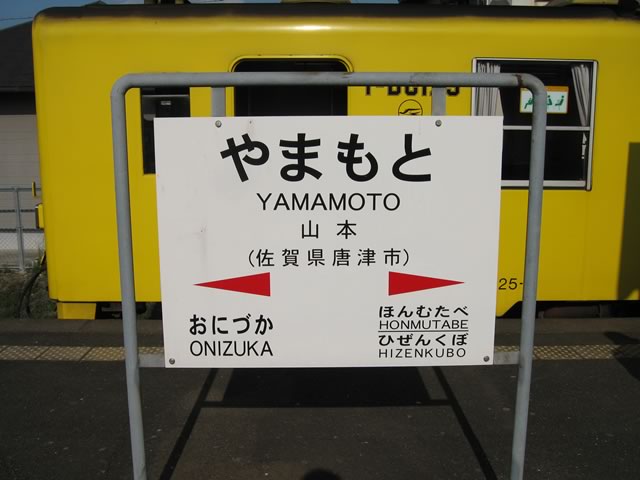 やまもと
YAMAMOTO
山本
(佐賀県唐津市)
おにづか
ONIZUKA
ほんむたべ
HONMUTABE
ひぜんくぼ
HIZENKUBO
25-